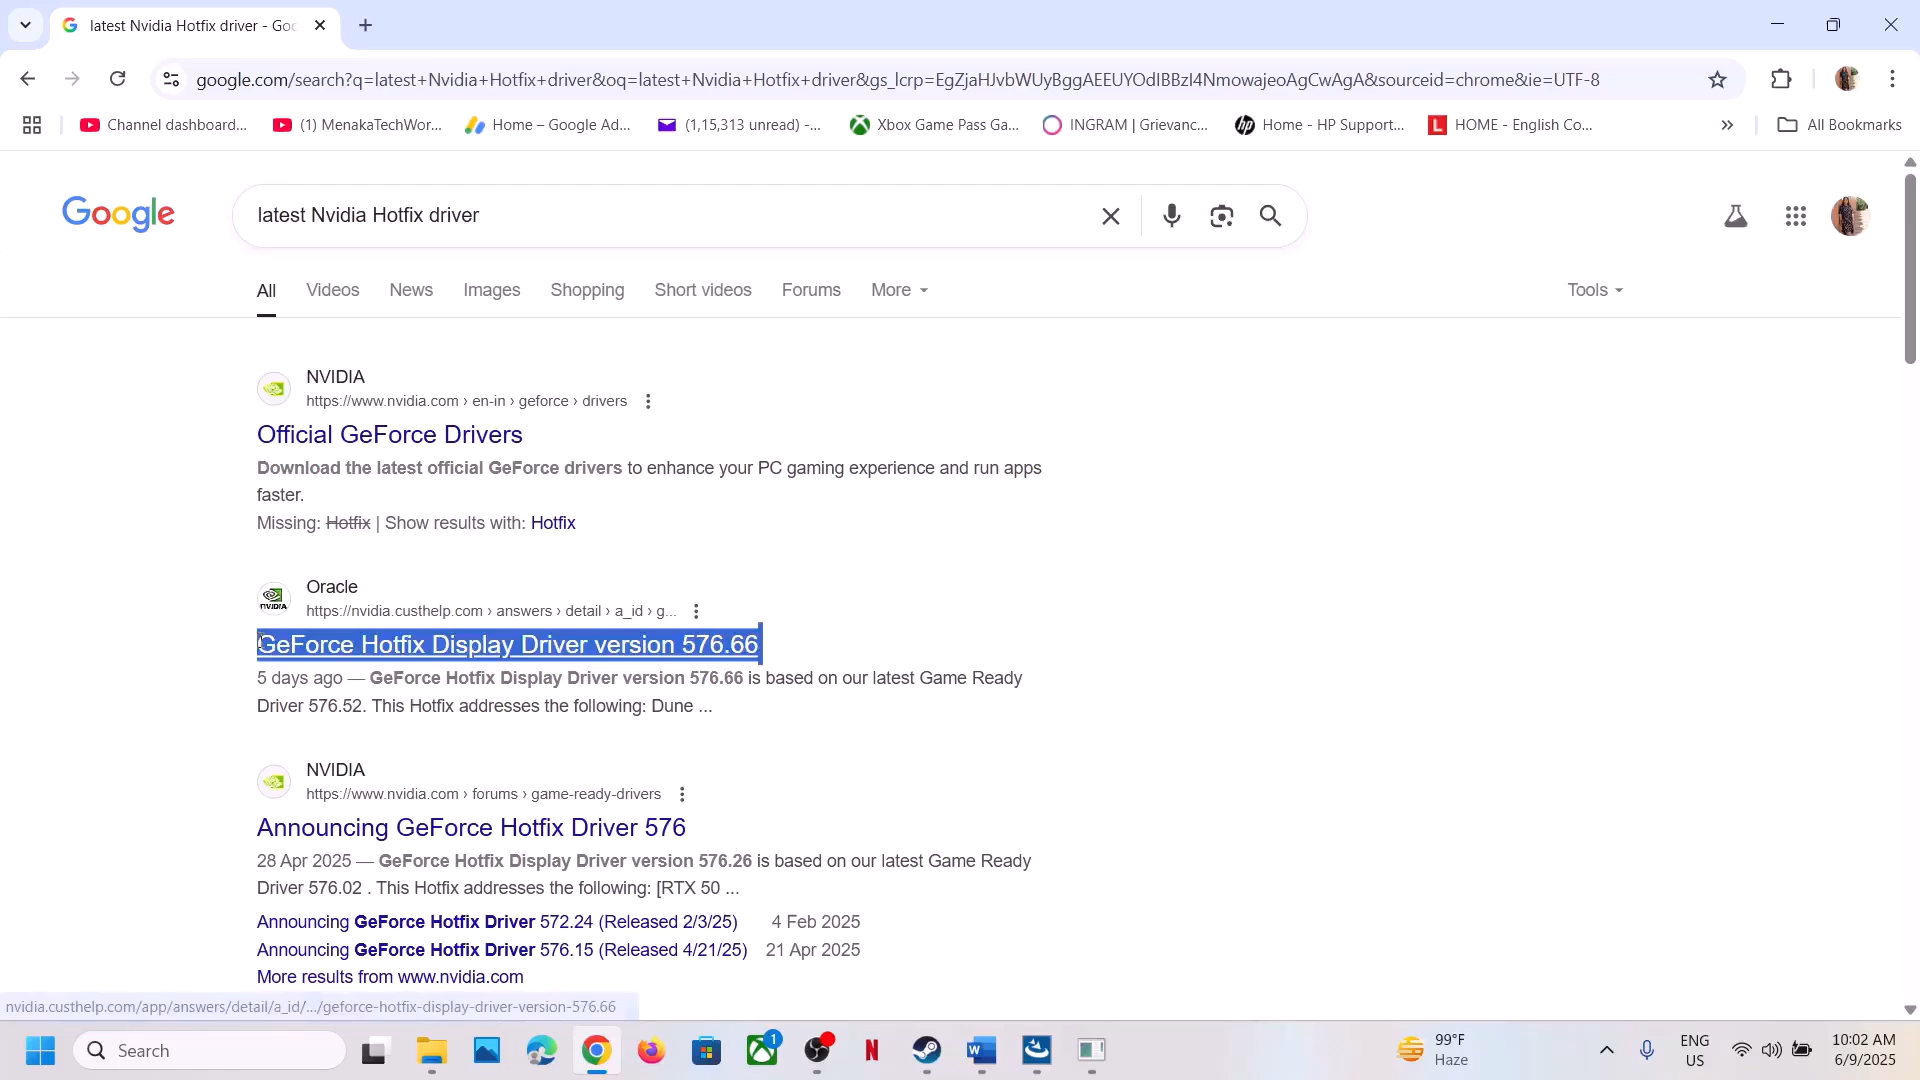 latest Nvidia Hotfix driver - Goo
google.com/search?q=latest+Nvidia+Hotfix+driver&oq=latest+Nvidia+Hotfix+driver&gs_lcrp=EgZjaHJvbWUyBggAEEUYOdIBBzI4NmowajeoAgCwAgA&sourceid=chrome&ie=UTF-8
Channel dashboard... (1) MenakaTechWor... Home – Google Ad... (1,15,313 unread) -... Xbox Game Pass Ga... INGRAM | Grievanc... Home - HP Support... HOME - English Co... » All Bookmarks
Google
latest Nvidia Hotfix driver
All Videos News Images Shopping Short videos Forums More Tools
NVIDIA
https://www.nvidia.com › en-in › geforce › drivers
Official GeForce Drivers
Download the latest official GeForce drivers to enhance your PC gaming experience and run apps
faster.
Missing: Hotfix | Show results with: Hotfix
Oracle
https://nvidia.custhelp.com › answers › detail › a_id › g...
GeForce Hotfix Display Driver version 576.66
5 days ago — GeForce Hotfix Display Driver version 576.66 is based on our latest Game Ready
Driver 576.52. This Hotfix addresses the following: Dune ...
NVIDIA
https://www.nvidia.com › forums › game-ready-drivers
Announcing GeForce Hotfix Driver 576
28 Apr 2025 — GeForce Hotfix Display Driver version 576.26 is based on our latest Game Ready
Driver 576.02 . This Hotfix addresses the following: [RTX 50 ...
Announcing GeForce Hotfix Driver 572.24 (Released 2/3/25) 4 Feb 2025
Announcing GeForce Hotfix Driver 576.15 (Released 4/21/25) 21 Apr 2025
More results from www.nvidia.com
nvidia.custhelp.com/app/answers/detail/a_id/.../geforce-hotfix-display-driver-version-576.66
Search
1
99°F
Haze
ENG
US
10:02 AM
6/9/2025